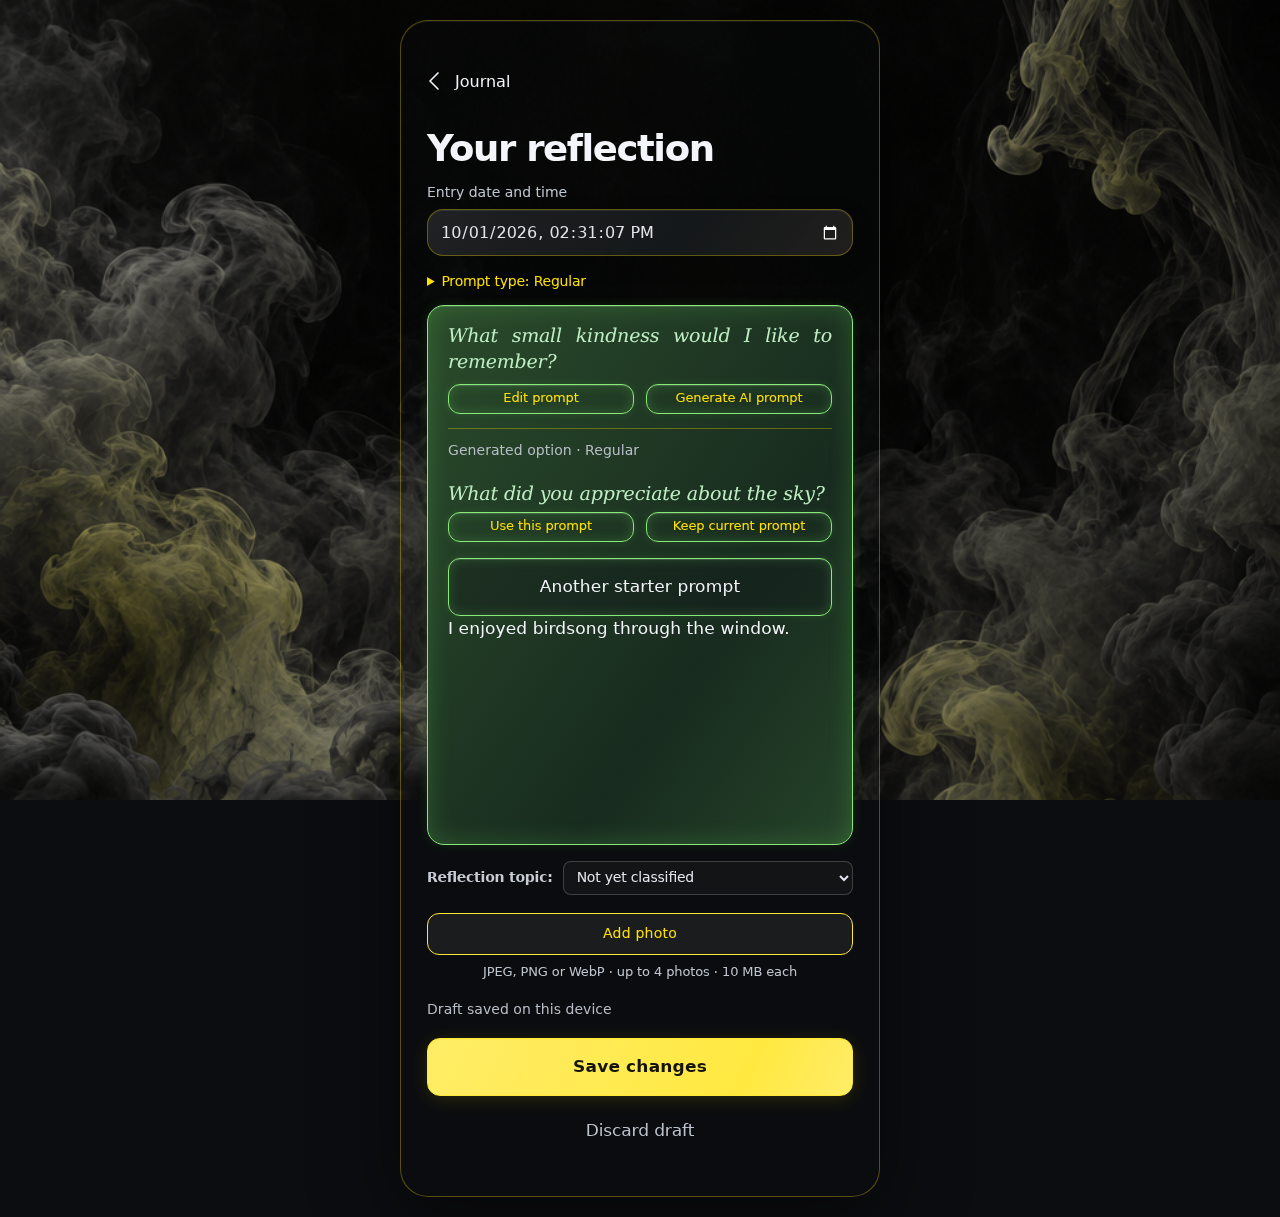 Journal
Your reflection
Entry date and time
10/01/2026, 02:31:07 PM
Prompt type: Regular
What small kindness would I like to
remember?
Edit prompt
Generate AI prompt
Generated option · Regular
What did you appreciate about the sky?
Use this prompt
Keep current prompt
Another starter prompt
I enjoyed birdsong through the window.
Reflection topic:
Not yet classified
Add photo
JPEG, PNG or WebP · up to 4 photos · 10 MB each
Draft saved on this device
Save changes
Discard draft